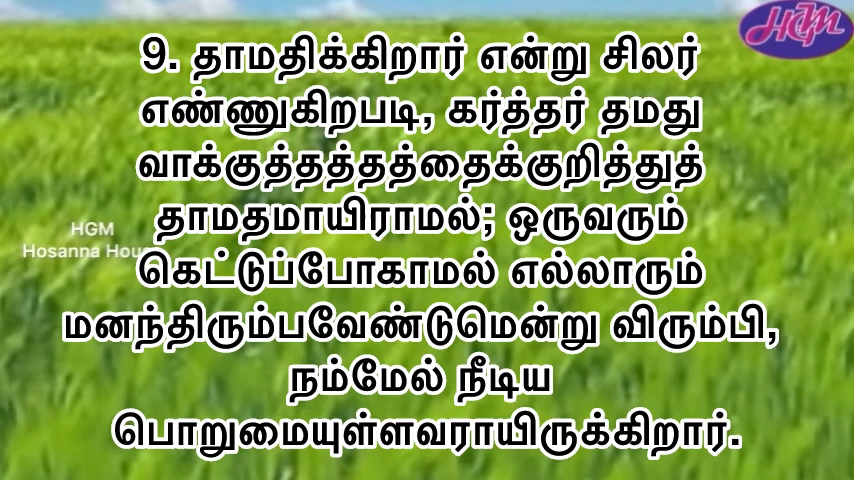 HGM
9. தாமதிக்கிறார் என்று சிலர்
எண்ணுகிறபடி, கர்த்தர் தமது
வாக்குத்தத்தத்தைக்குறித்துத்
தாமதமாயிராமல்; ஒருவரும்
HGM
Hosanna
கெட்டுப்போகாமல் எல்லாரும்
மனந்திரும்பவேண்டுமென்று விரும்பி,
நம்மேல் நீடிய
பொறுமையுள்ளவராயிருக்கிறார்.